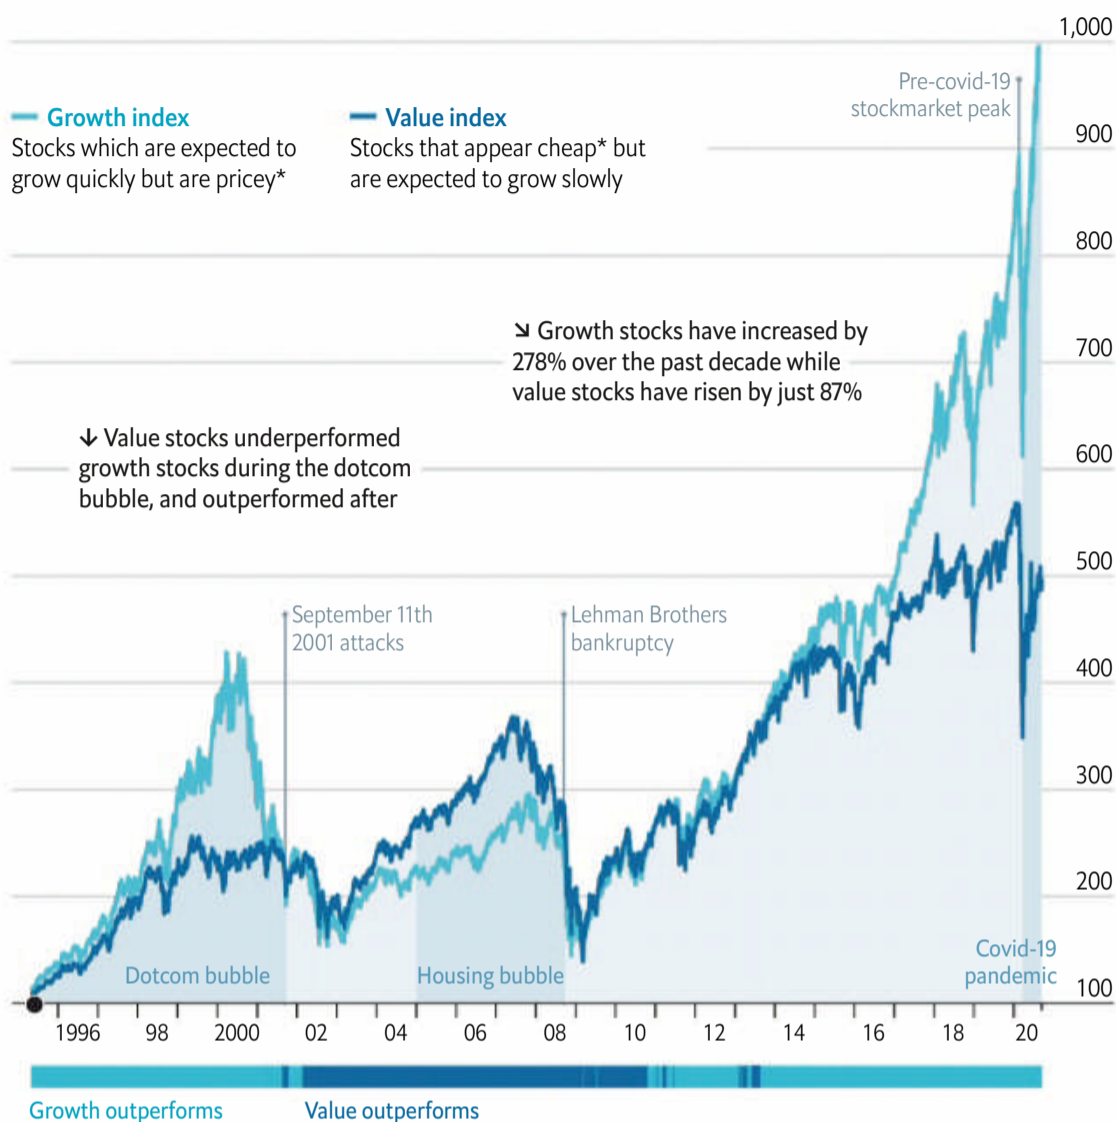 1,000
Pre-covid-19
stockmarket peak
Growth index
Stocks which are expected to
grow quickly but are pricey*
Value index
Stocks that appear cheap* but
are expected to grow slowly
900
800
↘ Growth stocks have increased by
278% over the past decade while
value stocks have risen by just 87%
700
↓ Value stocks underperformed
growth stocks during the dotcom
bubble, and outperformed after
600
500
September 11th
2001 attacks
Lehman Brothers
bankruptcy
400
300
200
Dotcom bubble
Housing bubble
Covid-19
pandemic
100
1996 98 2000 02 04 06 08 10 12 14 16 18 20
Growth outperforms
Value outperforms